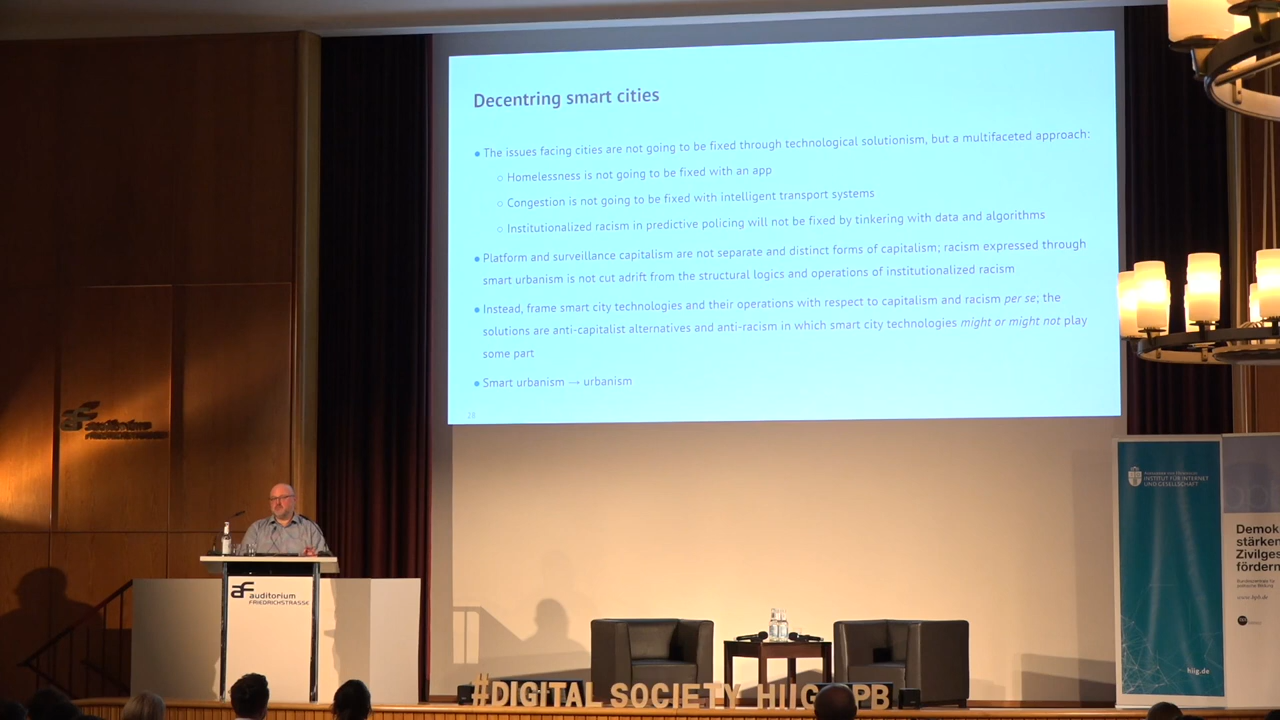 Decentring smart cities
• The issues facing cities are not going to be fixed through technological solutionism, but a multifaceted approach:
○ Homelessness is not going to be fixed with an app
○ Congestion is not going to be fixed with intelligent transport systems
○ Institutionalized racism in predictive policing will not be fixed by tinkering with data and algorithms
• Platform and surveillance capitalism are not separate and distinct forms of capitalism; racism expressed through
smart urbanism is not cut adrift from the structural logics and operations of institutionalized racism
• Instead, frame smart city technologies and their operations with respect to capitalism and racism per se; the
solutions are anti-capitalist alternatives and anti-racism in which smart city technologies might or might not play
some part
• Smart urbanism → urbanism
28
auditorium
FRIEDRICHSTRASSE
INSTITUT FÜR INTERNET
UND GESELLSCHAFT
hiig.de
Demok
stärken
Zivilges
fördern
www.bpb.de
af auditorium
FRIEDRICHSTRASSE
#DIGITAL SOCIETY HIIG PB